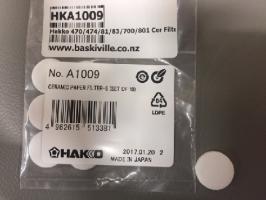 HKA1009
Hakko 470/474/81/83/700/801 Cer Filte
www.baskiville.co.nz
No. A1009
CERAMIC PAPER FILTER-S (SET OF 10)
LDPE
4 962615 513381
HAKKO
2017.01.20 2
MADE IN JAPAN